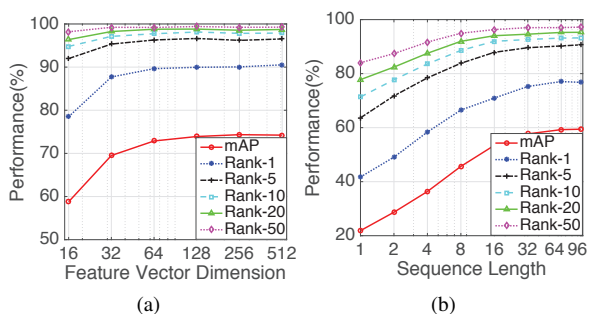 Performance(%)
100
90
80
70
60
50
16
32
64
128
256
512
Feature Vector Dimension
mAP
Rank-1
Rank-5
Rank-10
Rank-20
Rank-50
(a)
Performance(%)
100
80
60
40
20
1
2
4
8
16
32
64
96
Sequence Length
mAP
Rank-1
Rank-5
Rank-10
Rank-20
Rank-50
(b)